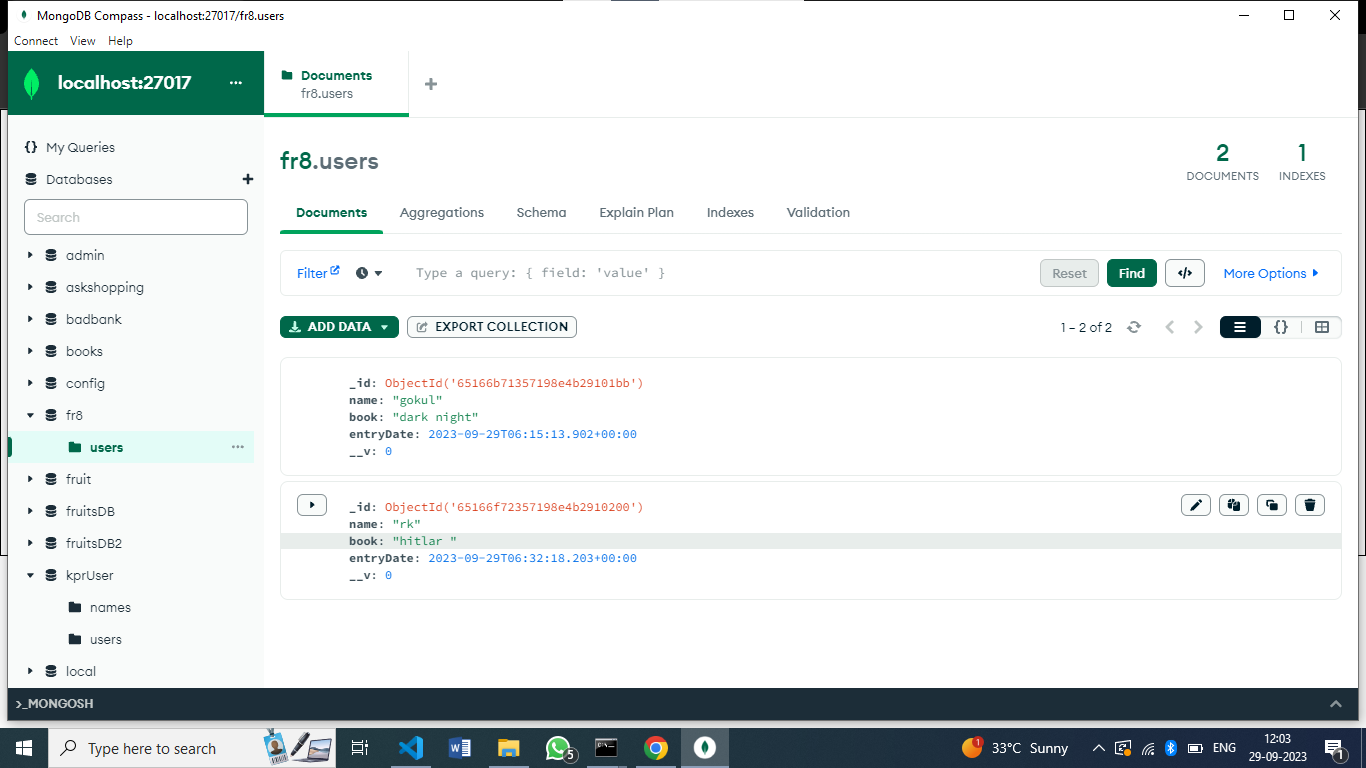 MongoDB Compass - localhost:27017/fr8.users
Connect View Help
localhost:27017 ...
Documents
fr8.users
+
{} My Queries
Databases +
Search
admin
askshopping
badbank
books
config
fr8
users ...
fruit
fruitsDB
fruitsDB2
kprUser
names
users
local
fr8.users
2
DOCUMENTS
1
INDEXES
Documents Aggregations Schema Explain Plan Indexes Validation
Filter Type a query: { field: 'value' } Reset Find </> More Options
ADD DATA EXPORT COLLECTION 1 – 2 of 2 {}
_id: ObjectId('65166b71357198e4b29101bb')
name: "gokul"
book: "dark night"
entryDate: 2023-09-29T06:15:13.902+00:00
__v: 0
_id: ObjectId('65166f72357198e4b2910200')
name: "rk"
book: "hitlar "
entryDate: 2023-09-29T06:32:18.203+00:00
__v: 0
>_MONGOSH
Type here to search
5
1
33°C Sunny
ENG
12:03
29-09-2023
1